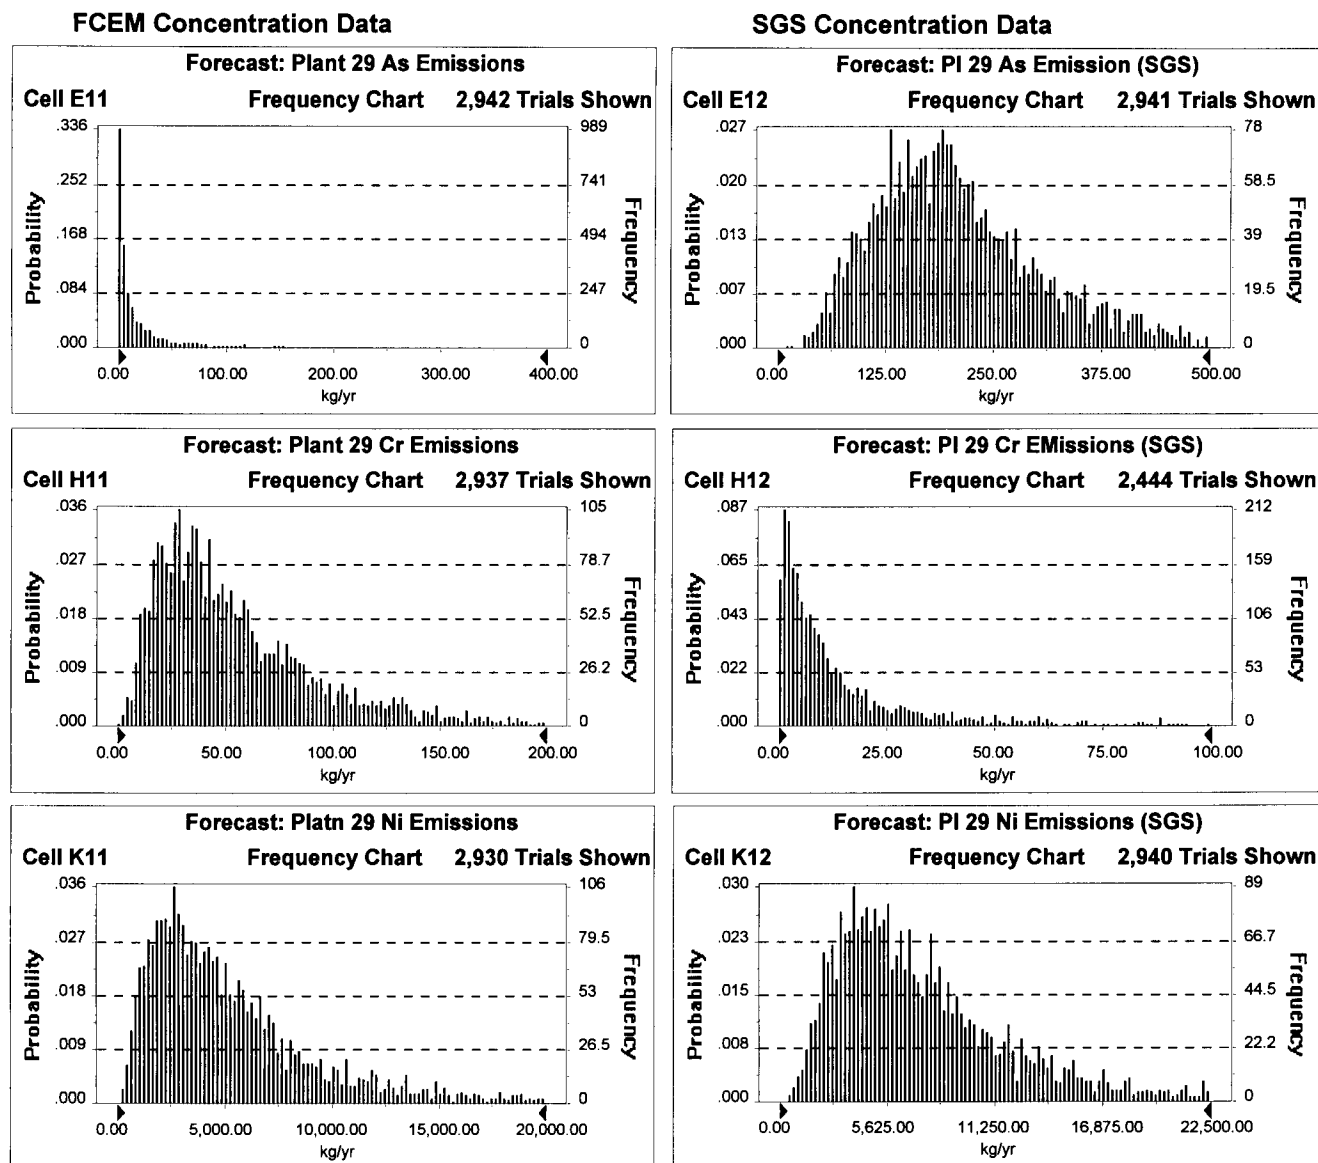 FCEM Concentration Data
SGS Concentration Data
Forecast: Plant 29 As Emissions
Cell E11 Frequency Chart 2,942 Trials Shown
.336
.252
.168
.084
.000
Probability
989
741
494
247
0
Frequency
0.00 100.00 200.00 300.00 400.00
kg/yr
Forecast: Pl 29 As Emission (SGS)
Cell E12 Frequency Chart 2,941 Trials Shown
.027
.020
.013
.007
.000
Probability
78
58.5
39
19.5
0
Frequency
0.00 125.00 250.00 375.00 500.00
kg/yr
Forecast: Plant 29 Cr Emissions
Cell H11 Frequency Chart 2,937 Trials Shown
.036
.027
.018
.009
.000
Probability
105
78.7
52.5
26.2
0
Frequency
0.00 50.00 100.00 150.00 200.00
kg/yr
Forecast: Pl 29 Cr EMissions (SGS)
Cell H12 Frequency Chart 2,444 Trials Shown
.087
.065
.043
.022
.000
Probability
212
159
106
53
0
Frequency
0.00 25.00 50.00 75.00 100.00
kg/yr
Forecast: Platn 29 Ni Emissions
Cell K11 Frequency Chart 2,930 Trials Shown
.036
.027
.018
.009
.000
Probability
106
79.5
53
26.5
0
Frequency
0.00 5,000.00 10,000.00 15,000.00 20,000.00
kg/yr
Forecast: Pl 29 Ni Emissions (SGS)
Cell K12 Frequency Chart 2,940 Trials Shown
.030
.023
.015
.008
.000
Probability
89
66.7
44.5
22.2
0
Frequency
0.00 5,625.00 11,250.00 16,875.00 22,500.00
kg/yr